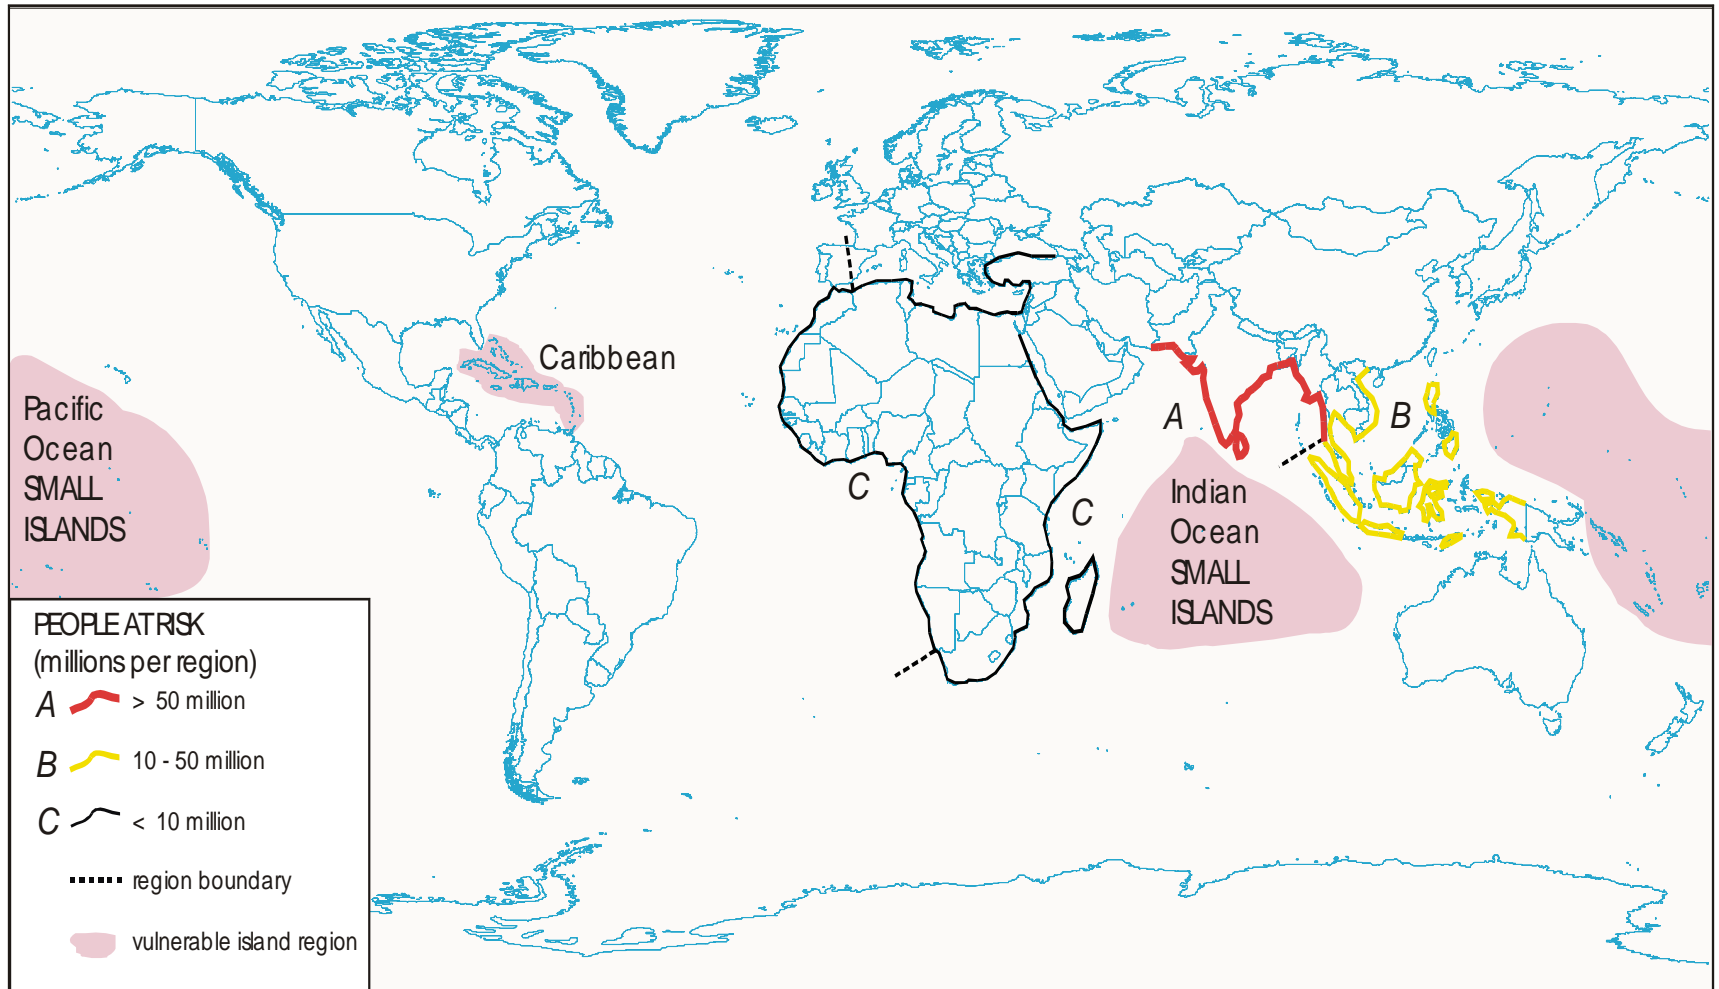 Caribbean
Pacific
Ocean
SMALL
ISLANDS
A
B
C
C
Indian
Ocean
SMALL
ISLANDS
PEOPLE AT RISK
(millions per region)
A > 50 million
B 10 - 50 million
C < 10 million
region boundary
vulnerable island region